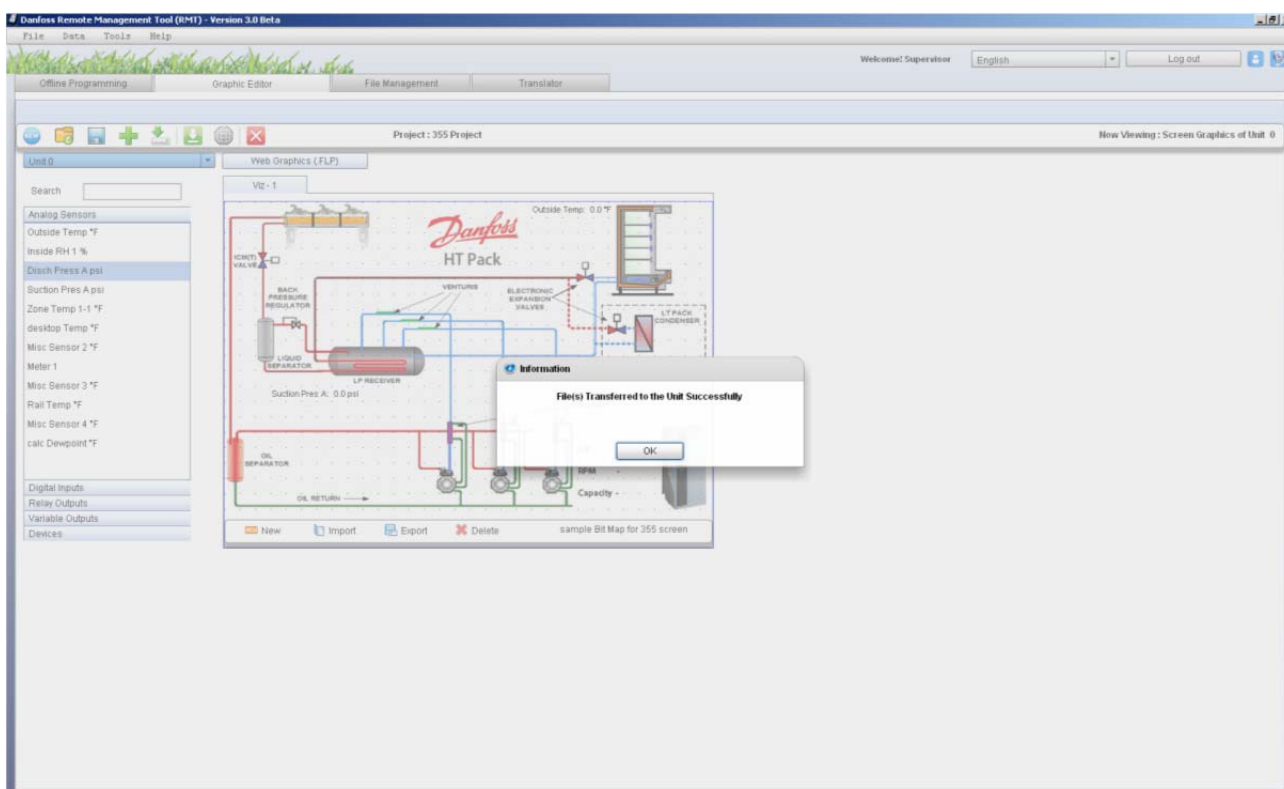 Danfoss Remote Management Tool (RMT) - Version 3.0 Beta
File Data Tools Help
Welcome! Supervisor English Log out
Offline Programming Graphic Editor File Management Translator
Project : 355 Project
Now Viewing : Screen Graphics of Unit 0
Unit 0
Web Graphics (.FLP)
Search
Viz - 1
Analog Sensors
Outside Temp °F
Inside RH 1 %
Disch Press A psi
Suction Pres A psi
Zone Temp 1-1 °F
desktop Temp °F
Misc Sensor 2 °F
Meter 1
Misc Sensor 3 °F
Rail Temp °F
Misc Sensor 4 °F
calc Dewpoint °F
Digital Inputs
Relay Outputs
Variable Outputs
Devices
Outside Temp: 0.0 °F
Danfoss
HT Pack
ICM(T)
VALVE
BACK
PRESSURE
REGULATOR
VENTURIS
ELECTRONIC
EXPANSION
VALVES
LT PACK
CONDENSER
LIQUID
SEPARATOR
LP RECEIVER
Suction Pres A: 0.0 psi
OIL
SEPARATOR
OIL RETURN
RPM -
Capacity -
New Import Export Delete
sample Bit Map for 355 screen
Information
File(s) Transferred to the Unit Successfully
OK